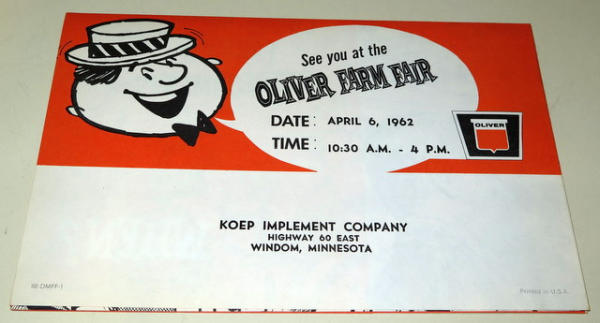 See you at the
OLIVER FARM FAIR
DATE: APRIL 6, 1962
TIME: 10:30 A.M. - 4 P.M.
OLIVER
KOEP IMPLEMENT COMPANY
HIGHWAY 60 EAST
WINDOM, MINNESOTA
Printed in U.S.A.